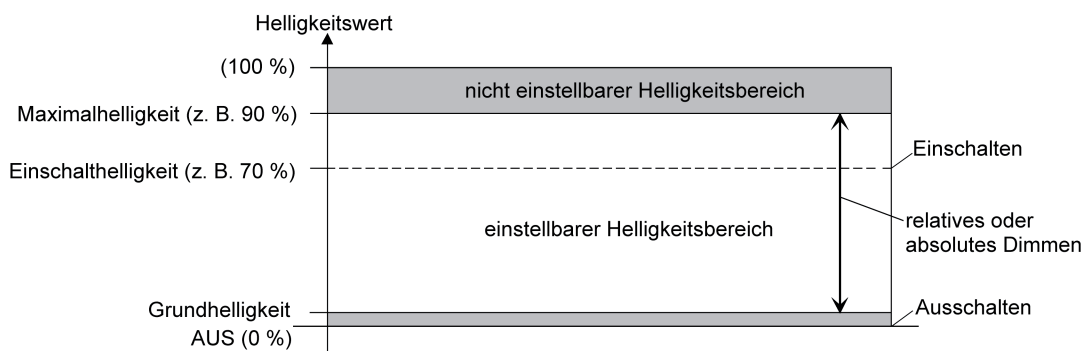 Helligkeitswert
(100 %)
nicht einstellbarer Helligkeitsbereich
Maximalhelligkeit (z. B. 90 %)
Einschalten
Einschalthelligkeit (z. B. 70 %)
relatives oder
absolutes Dimmen
einstellbarer Helligkeitsbereich
Grundhelligkeit
Ausschalten
AUS (0 %)